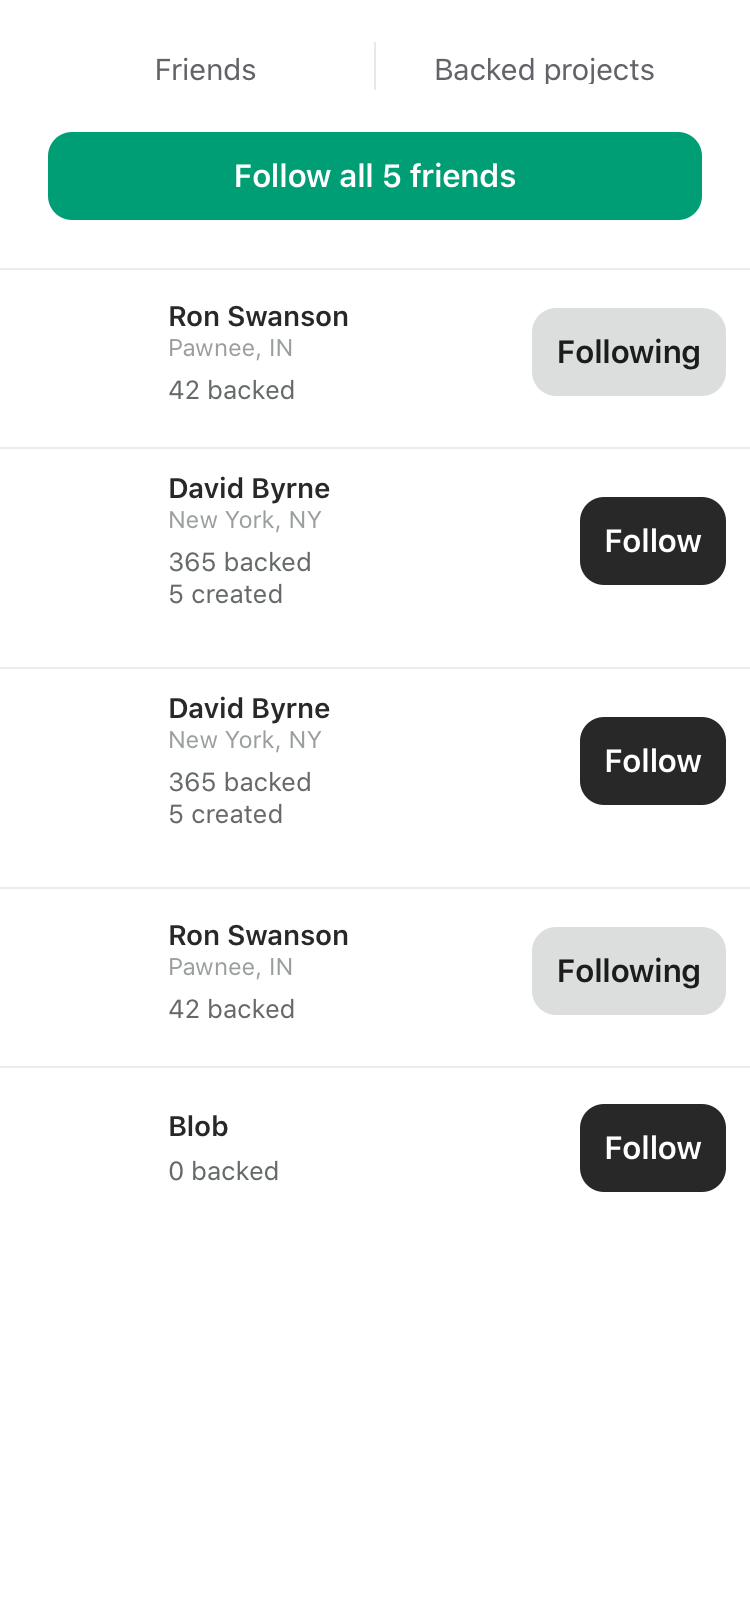 Friends
Backed projects
Follow all 5 friends
Ron Swanson
Pawnee, IN
42 backed
Following
David Byrne
New York, NY
365 backed
5 created
Follow
David Byrne
New York, NY
365 backed
5 created
Follow
Ron Swanson
Pawnee, IN
42 backed
Following
Blob
0 backed
Follow